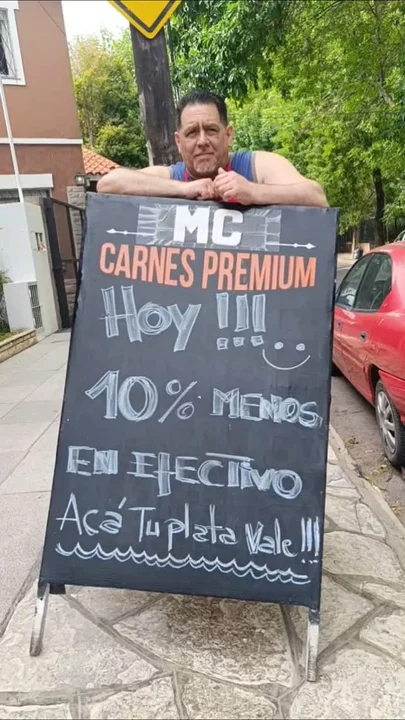 MC
CARNES PREMIUM
Hoy !!!
10% MENOS
EN EFECTIVO
Acá Tu plata Vale !!!